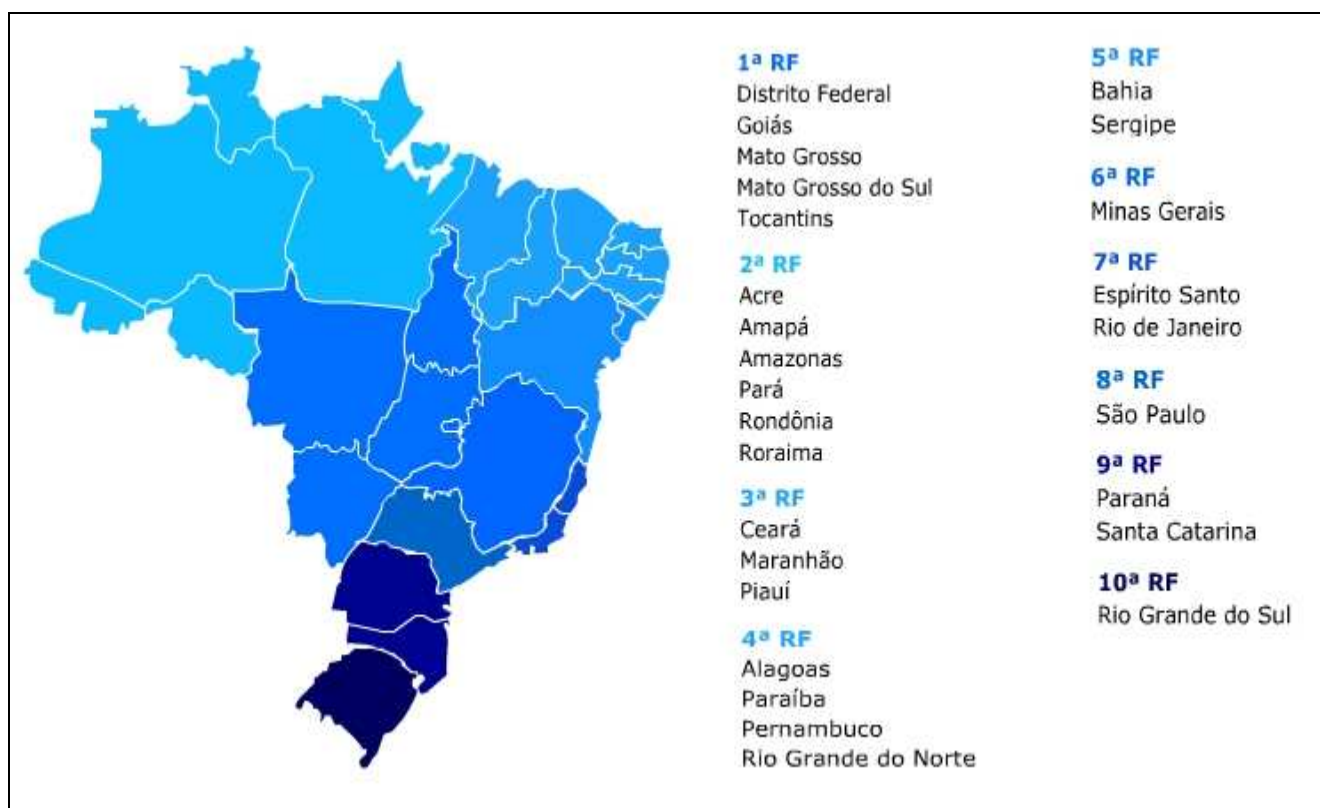 1ª RF
Distrito Federal
Goiás
Mato Grosso
Mato Grosso do Sul
Tocantins
2ª RF
Acre
Amapá
Amazonas
Pará
Rondônia
Roraima
3ª RF
Ceará
Maranhão
Piauí
4ª RF
Alagoas
Paraíba
Pernambuco
Rio Grande do Norte
5ª RF
Bahia
Sergipe
6ª RF
Minas Gerais
7ª RF
Espírito Santo
Rio de Janeiro
8ª RF
São Paulo
9ª RF
Paraná
Santa Catarina
10ª RF
Rio Grande do Sul